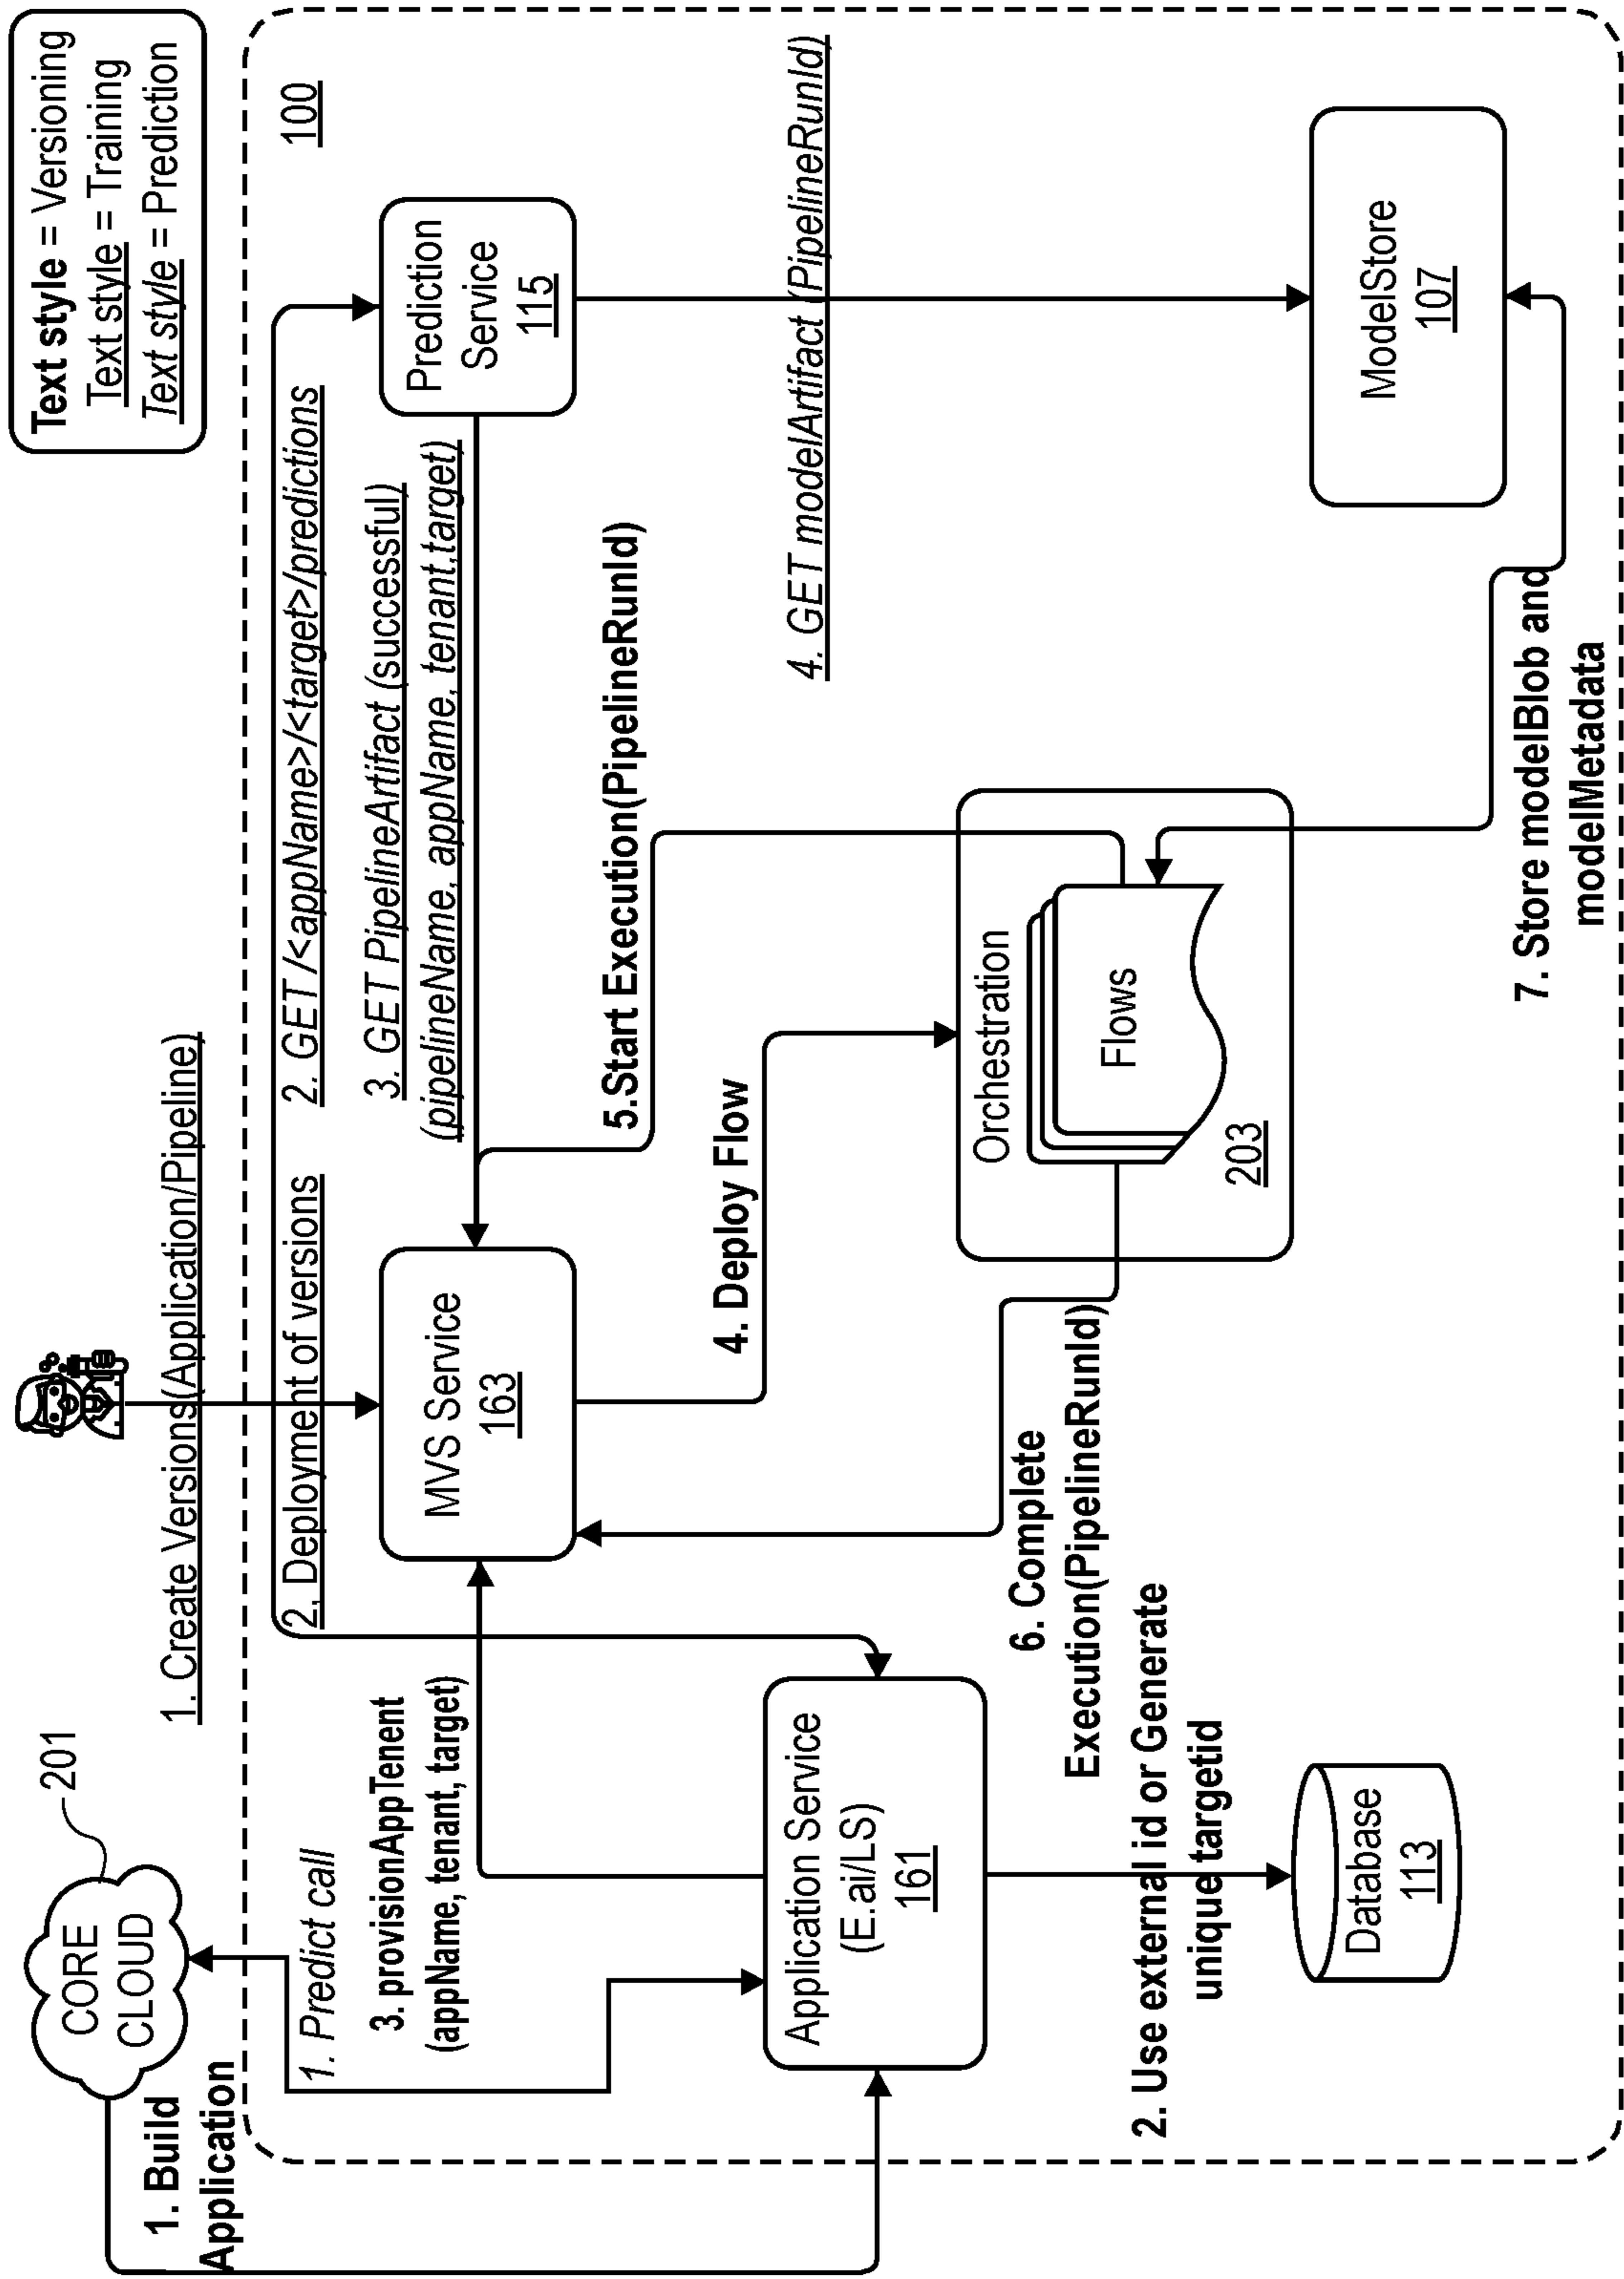 Text style = Versioning
Text style = Training
Text style = Prediction
201
CORE
CLOUD
1. Build
Application
1. Create Versions(Application/Pipeline)
100
2, Deployment of versions
2. GET /<appName>/<target>/predictions
1. Predict call
3. provisionAppTenent
(appName, tenant, target)
MVS Service
163
3. GET PipelineArtifact (successful)
(pipelineName, appName, tenant.target)
Prediction
Service
115
5.Start Execution(PipelineRunId)
4. Deploy Flow
4. GET modelArtifact (PipelineRunId)
Application Service
(E.ai/LS)
161
Orchestration
Flows
203
6. Complete
Execution(PipelineRunId)
2. Use external id or Generate
unique targetid
Database
113
ModelStore
107
7. Store modelBlob and
modelMetadata